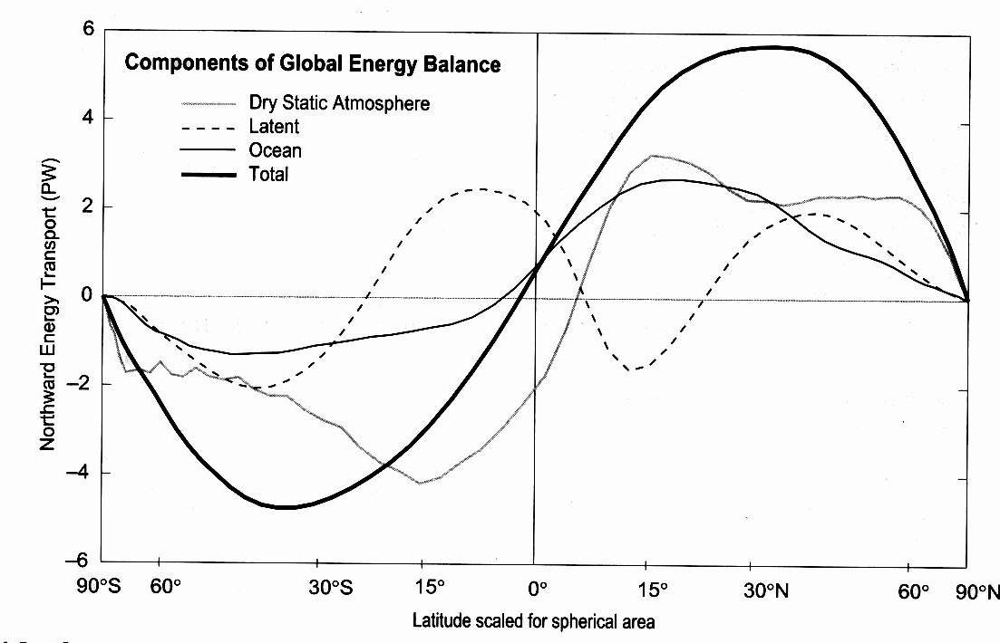 6
Components of Global Energy Balance
Dry Static Atmosphere
Latent
Ocean
Total
4
2
0
–2
–4
–6
Northward Energy Transport (PW)
90°S 60° 30°S 15° 0° 15° 30°N 60° 90°N
Latitude scaled for spherical area